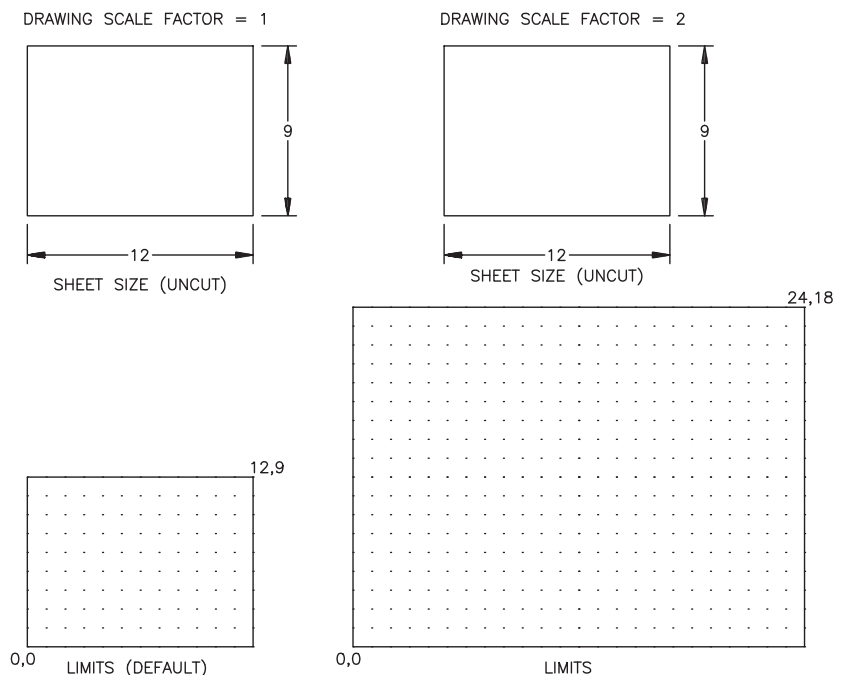 DRAWING SCALE FACTOR = 1
9
12
SHEET SIZE (UNCUT)
DRAWING SCALE FACTOR = 2
9
12
SHEET SIZE (UNCUT)
12,9
0,0
LIMITS (DEFAULT)
24,18
0,0
LIMITS